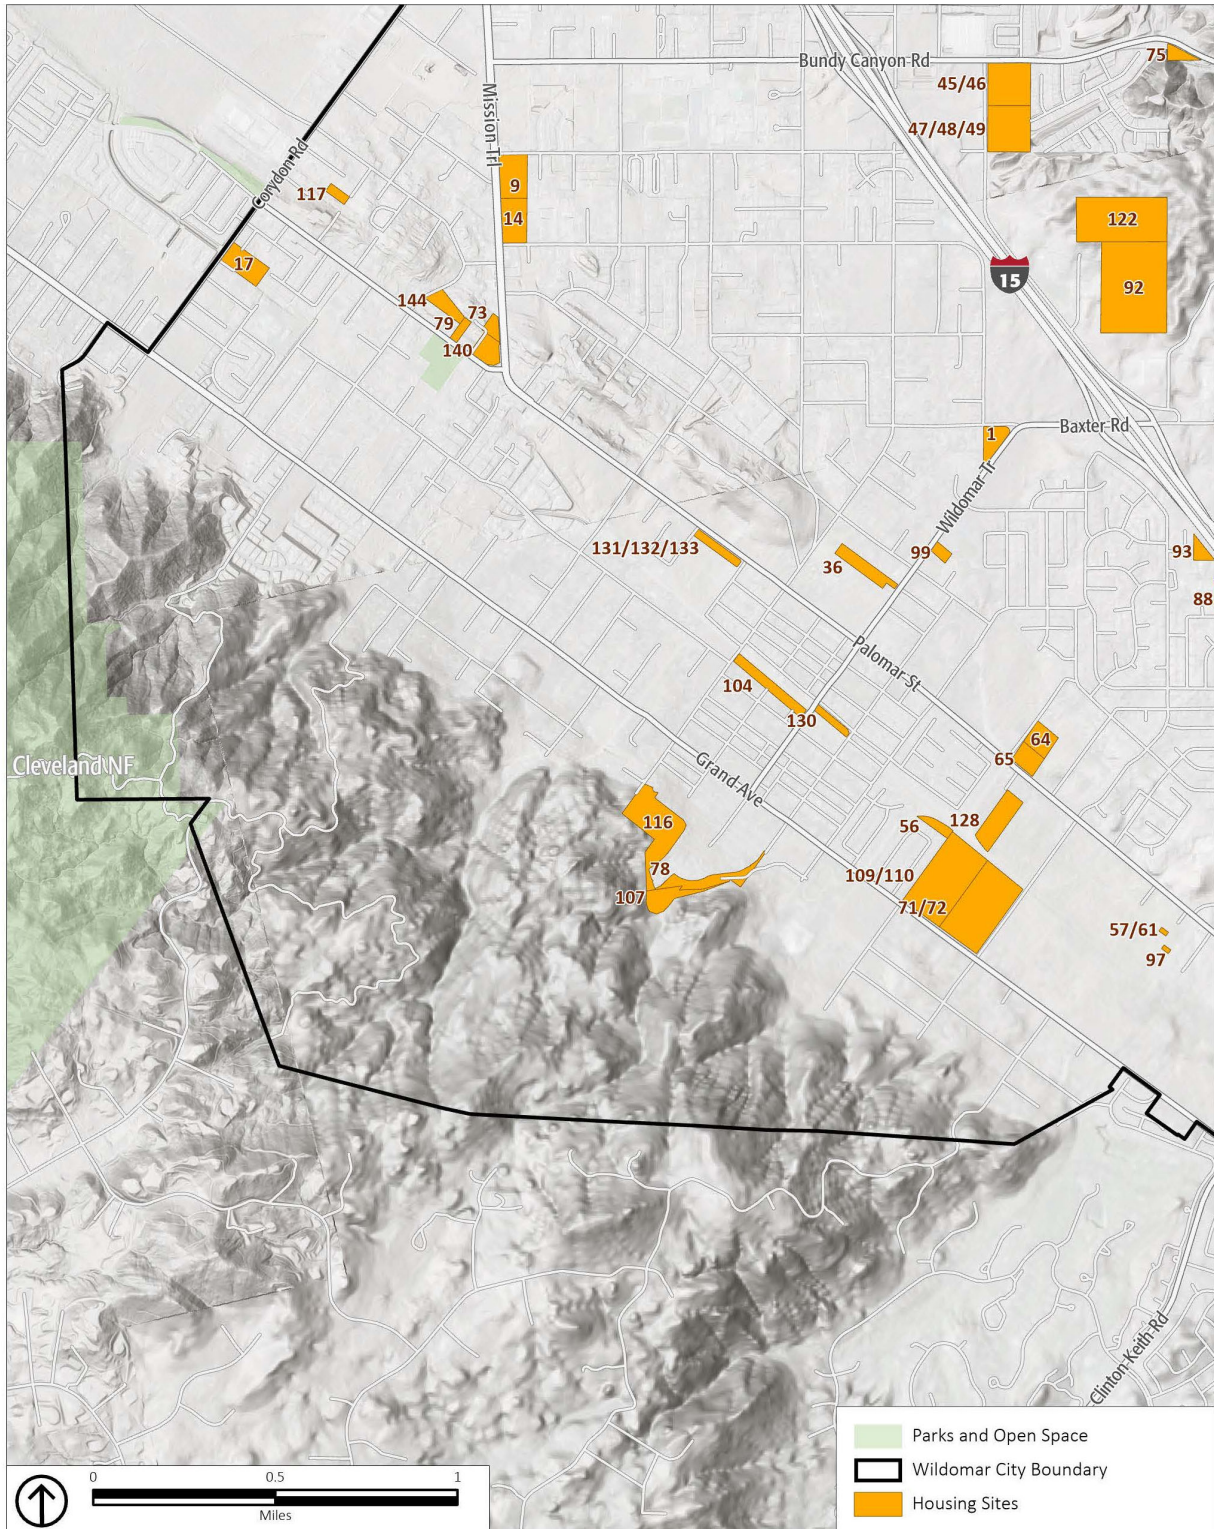 Bundy Canyon Rd
75
45/46
Mission Trl
47/48/49
Corydon Rd
117
9
14
122
17
15
92
144
73
79
140
1
Baxter Rd
Wildomar Tr
131/132/133
36
99
93
88
Palomar St
104
130
64
65
Cleveland NF
Grand Ave
116
56
128
78
109/110
107
71/72
57/61
97
Clinton Keith Rd
Parks and Open Space
Wildomar City Boundary
Housing Sites
0 0.5 1
Miles